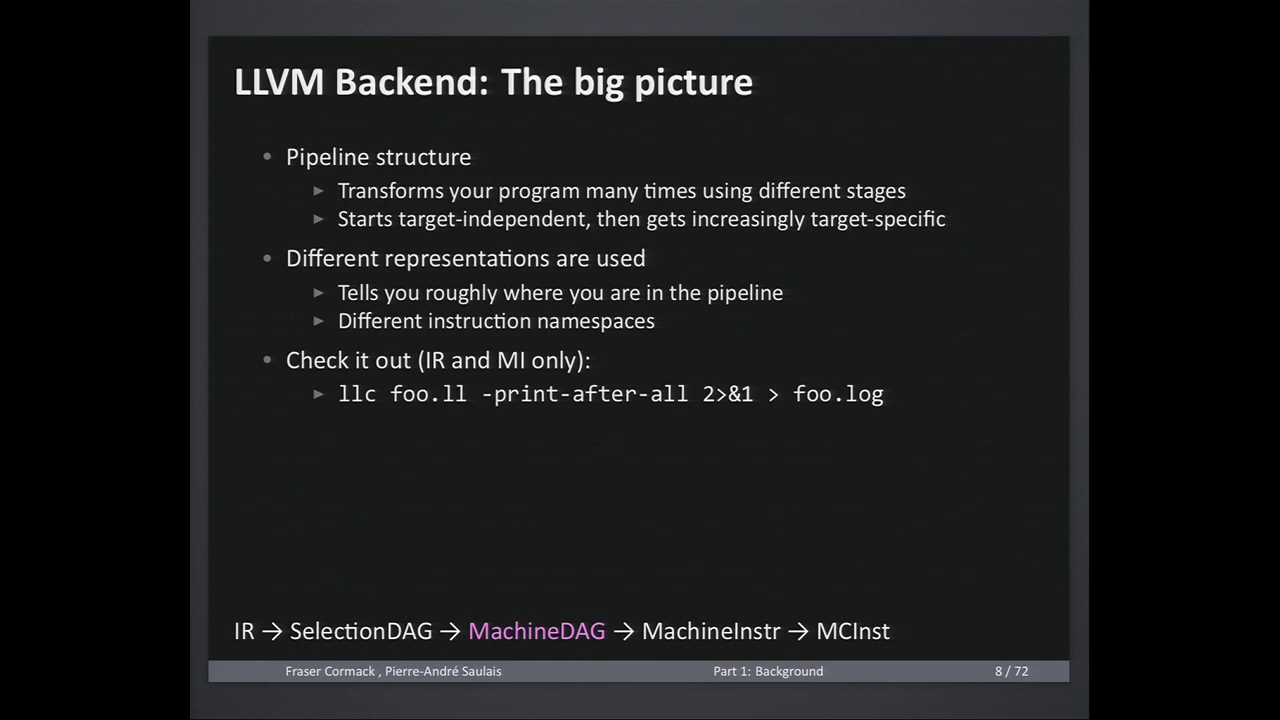 LLVM Backend: The big picture
• Pipeline structure
▶ Transforms your program many times using different stages
▶ Starts target-independent, then gets increasingly target-specific
• Different representations are used
▶ Tells you roughly where you are in the pipeline
▶ Different instruction namespaces
• Check it out (IR and MI only):
▶ llc foo.ll -print-after-all 2>&1 > foo.log
IR → SelectionDAG → MachineDAG → MachineInstr → MCInst
Fraser Cormack , Pierre-André Saulais Part 1: Background 8 / 72